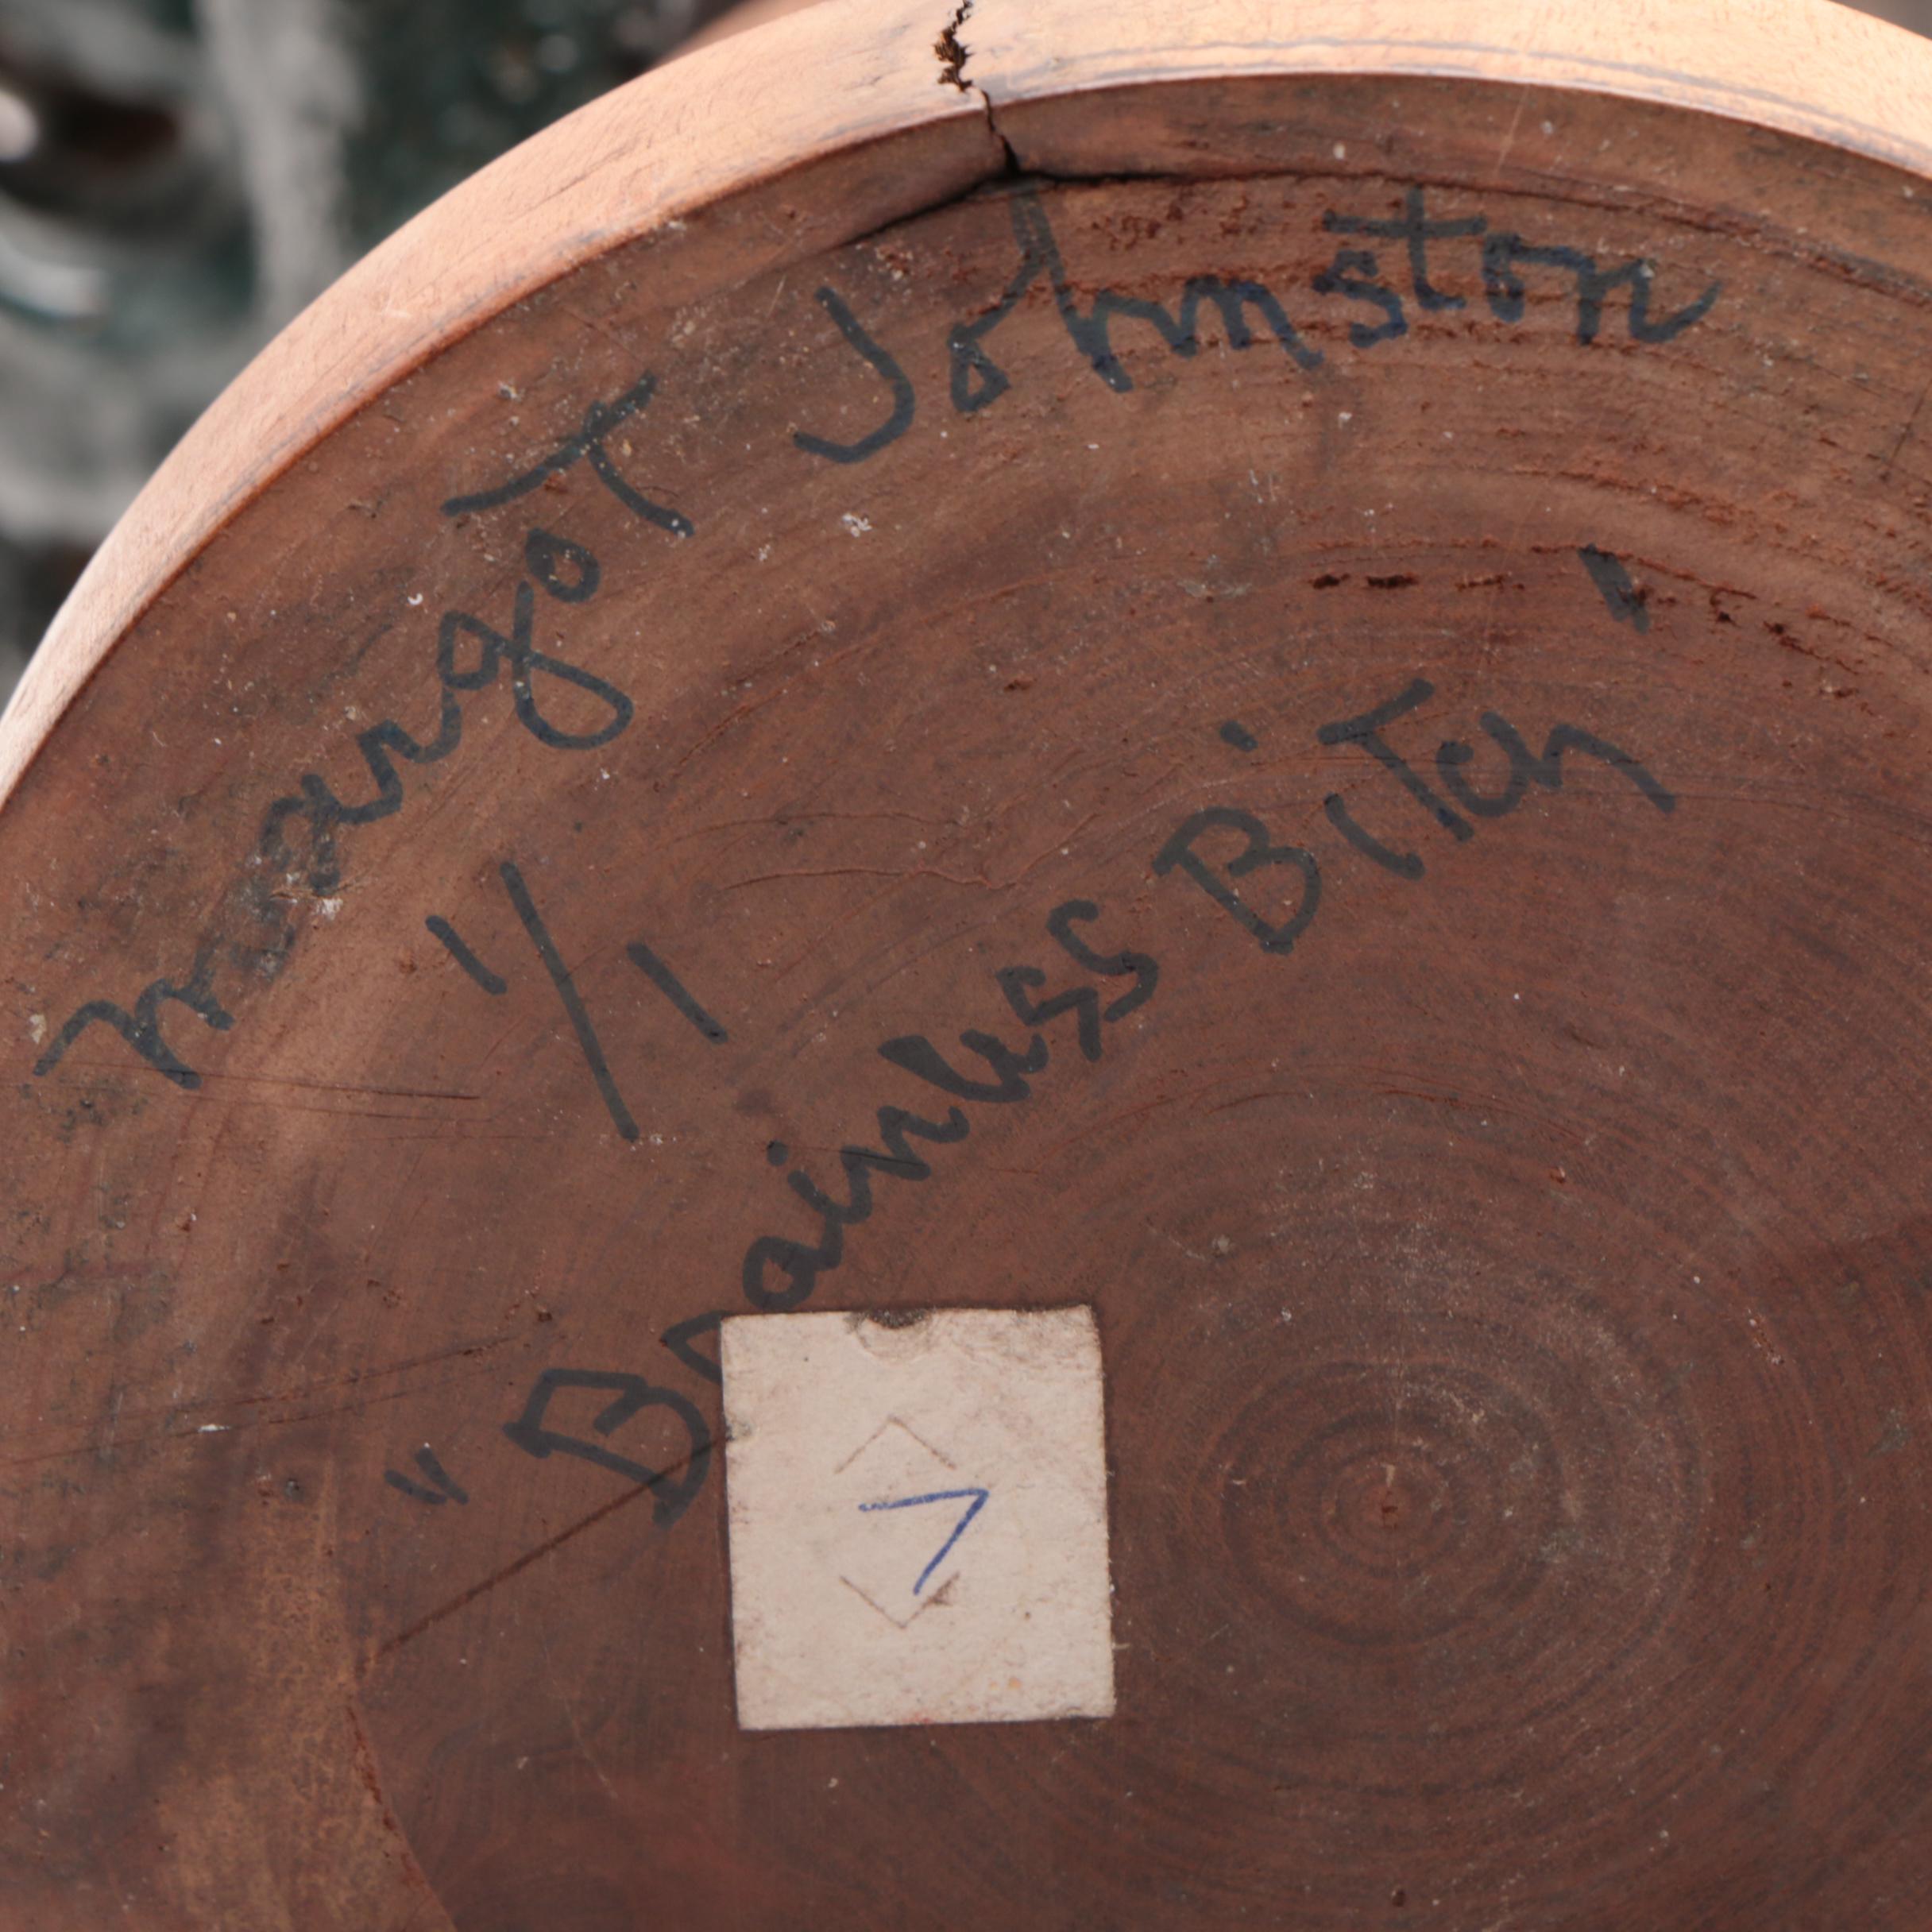 margot Johnston
1/1
"Brainless Bitch'
7